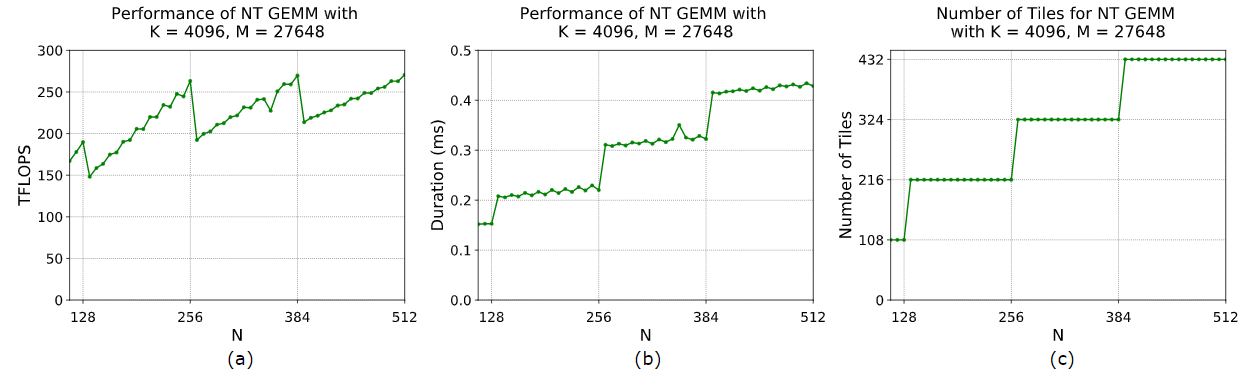 Performance of NT GEMM with
K = 4096, M = 27648
300
250
200
150
100
50
0
TFLOPS
128
256
384
512
N
(a)
Performance of NT GEMM with
K = 4096, M = 27648
0.5
0.4
0.3
0.2
0.1
0.0
Duration (ms)
128
256
384
512
N
(b)
Number of Tiles for NT GEMM
with K = 4096, M = 27648
432
324
216
108
0
Number of Tiles
128
256
384
512
N
(c)